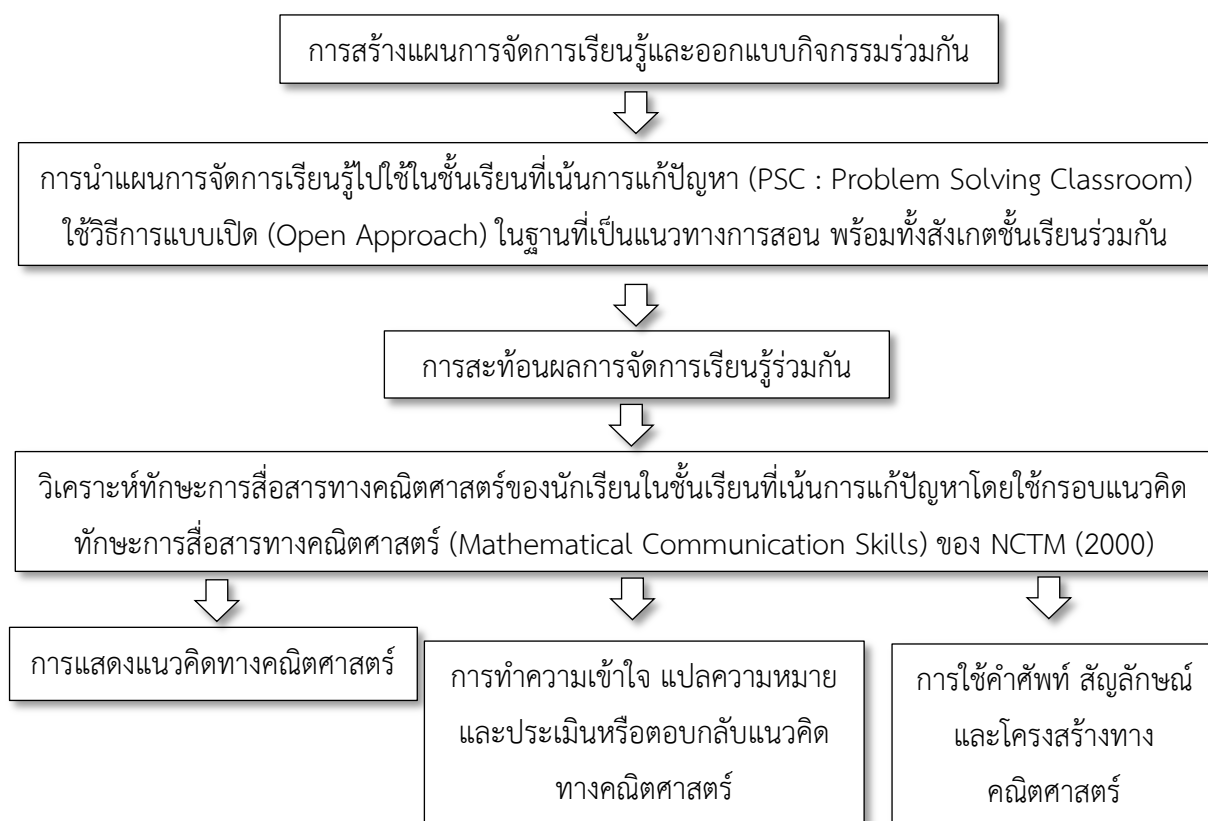 การสร้างแผนการจัดการเรียนรู้และออกแบบกิจกรรมร่วมกัน
การนำแผนการจัดการเรียนรู้ไปใช้ในชั้นเรียนที่เน้นการแก้ปัญหา (PSC : Problem Solving Classroom)
ใช้วิธีการแบบเปิด (Open Approach) ในฐานที่เป็นแนวทางการสอน พร้อมทั้งสังเกตชั้นเรียนร่วมกัน
การสะท้อนผลการจัดการเรียนรู้ร่วมกัน
วิเคราะห์ทักษะการสื่อสารทางคณิตศาสตร์ของนักเรียนในชั้นเรียนที่เน้นการแก้ปัญหาโดยใช้กรอบแนวคิด
ทักษะการสื่อสารทางคณิตศาสตร์ (Mathematical Communication Skills) ของ NCTM (2000)
การแสดงแนวคิดทางคณิตศาสตร์
การทำความเข้าใจ แปลความหมาย
และประเมินหรือตอบกลับแนวคิด
ทางคณิตศาสตร์
การใช้คำศัพท์ สัญลักษณ์
และโครงสร้างทาง
คณิตศาสตร์